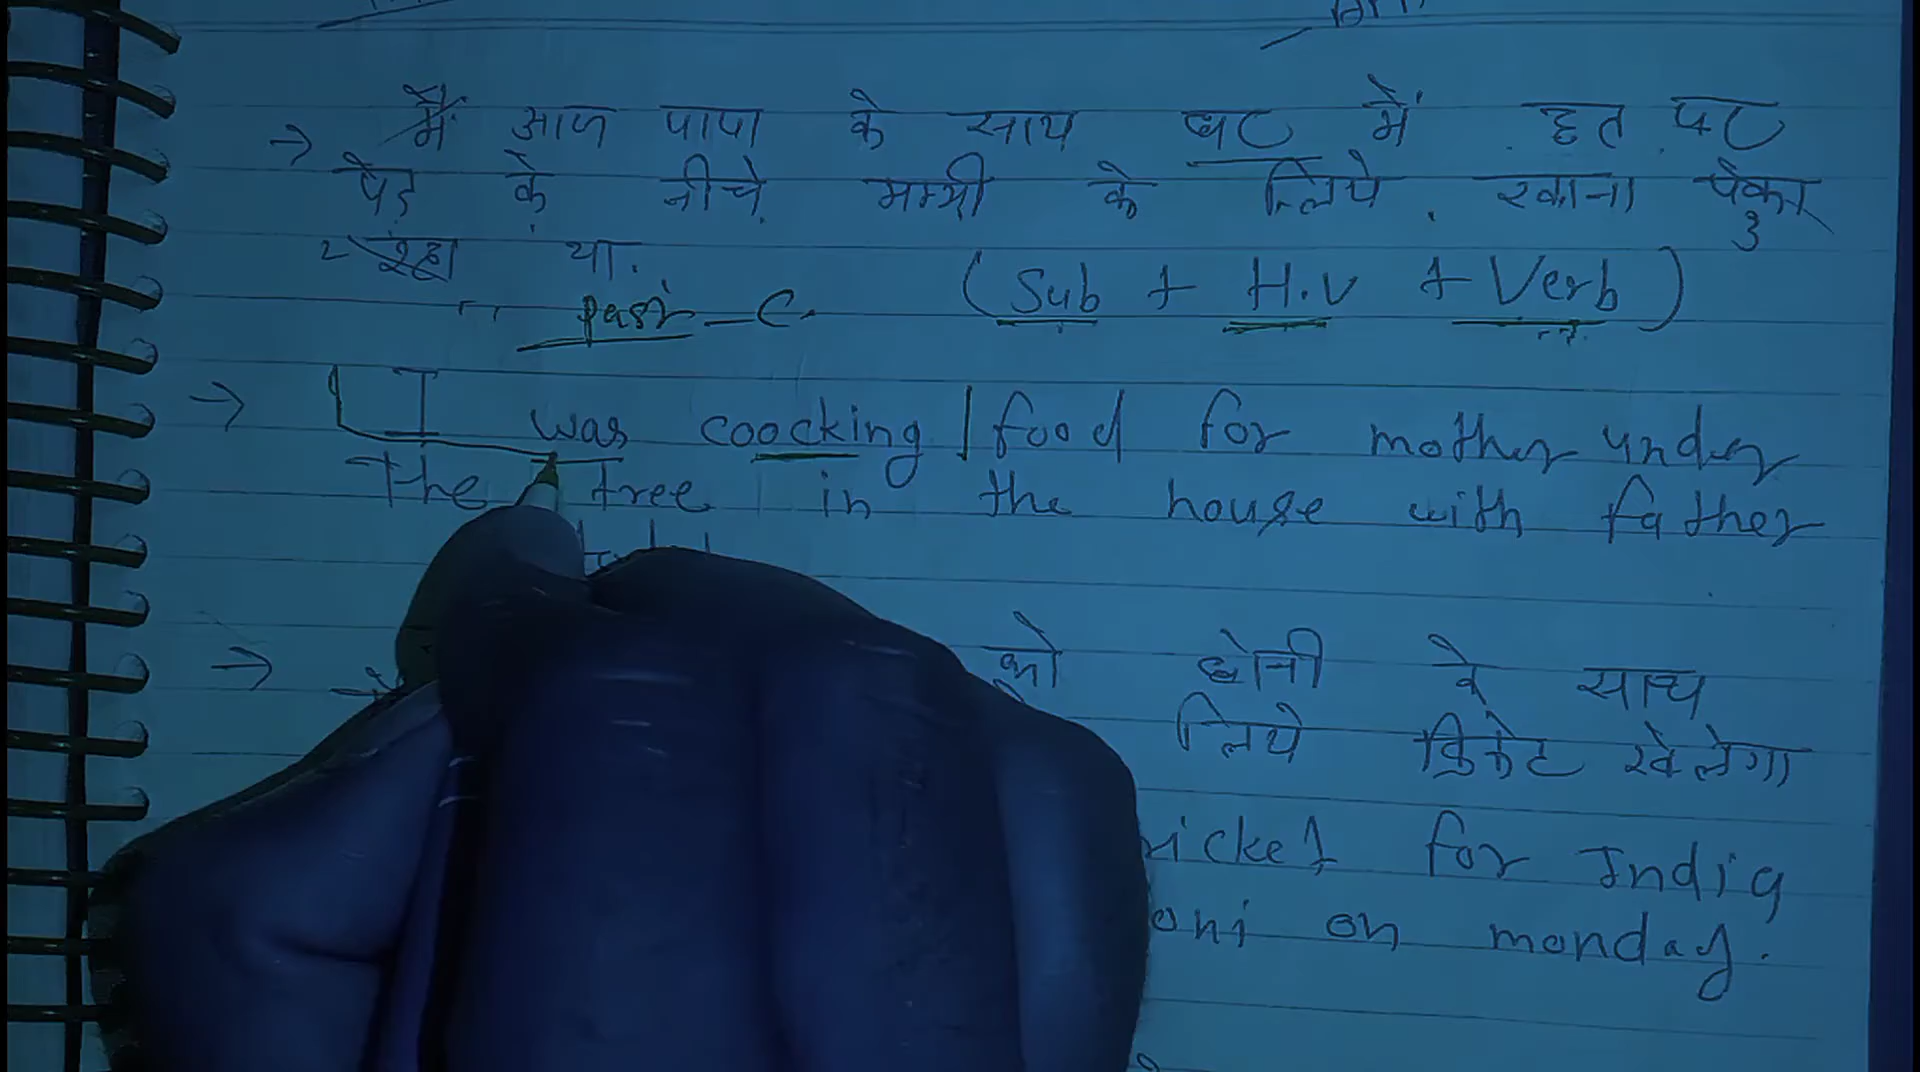 मैं आज पापा के साथ घर में छत पर
पेड़ के नीचे मम्मी के लिये खाना पका
रहा था.
past - C. (Sub + H.V + Verb)
→ I was coocking | food for mother under
The tree in the house with father
→ को धोनी के साथ
लिये क्रिकेट खेलेगा
ricket for India
oni on monday.